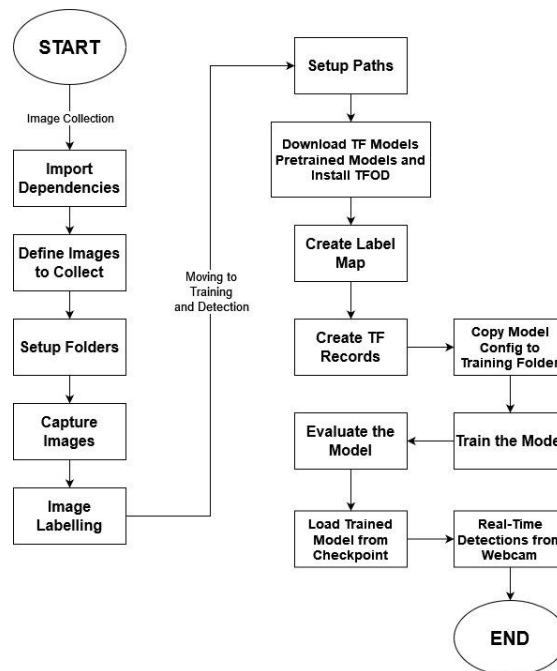 START
Image Collection
Import
Dependencies
Define Images
to Collect
Setup Folders
Capture
Images
Image
Labelling
Moving to
Training
and Detection
Setup Paths
Download TF Models
Pretrained Models and
Install TFOD
Create Label
Map
Create TF
Records
Copy Model
Config to
Training Folder
Train the Model
Evaluate the
Model
Load Trained
Model from
Checkpoint
Real-Time
Detections from
Webcam
END